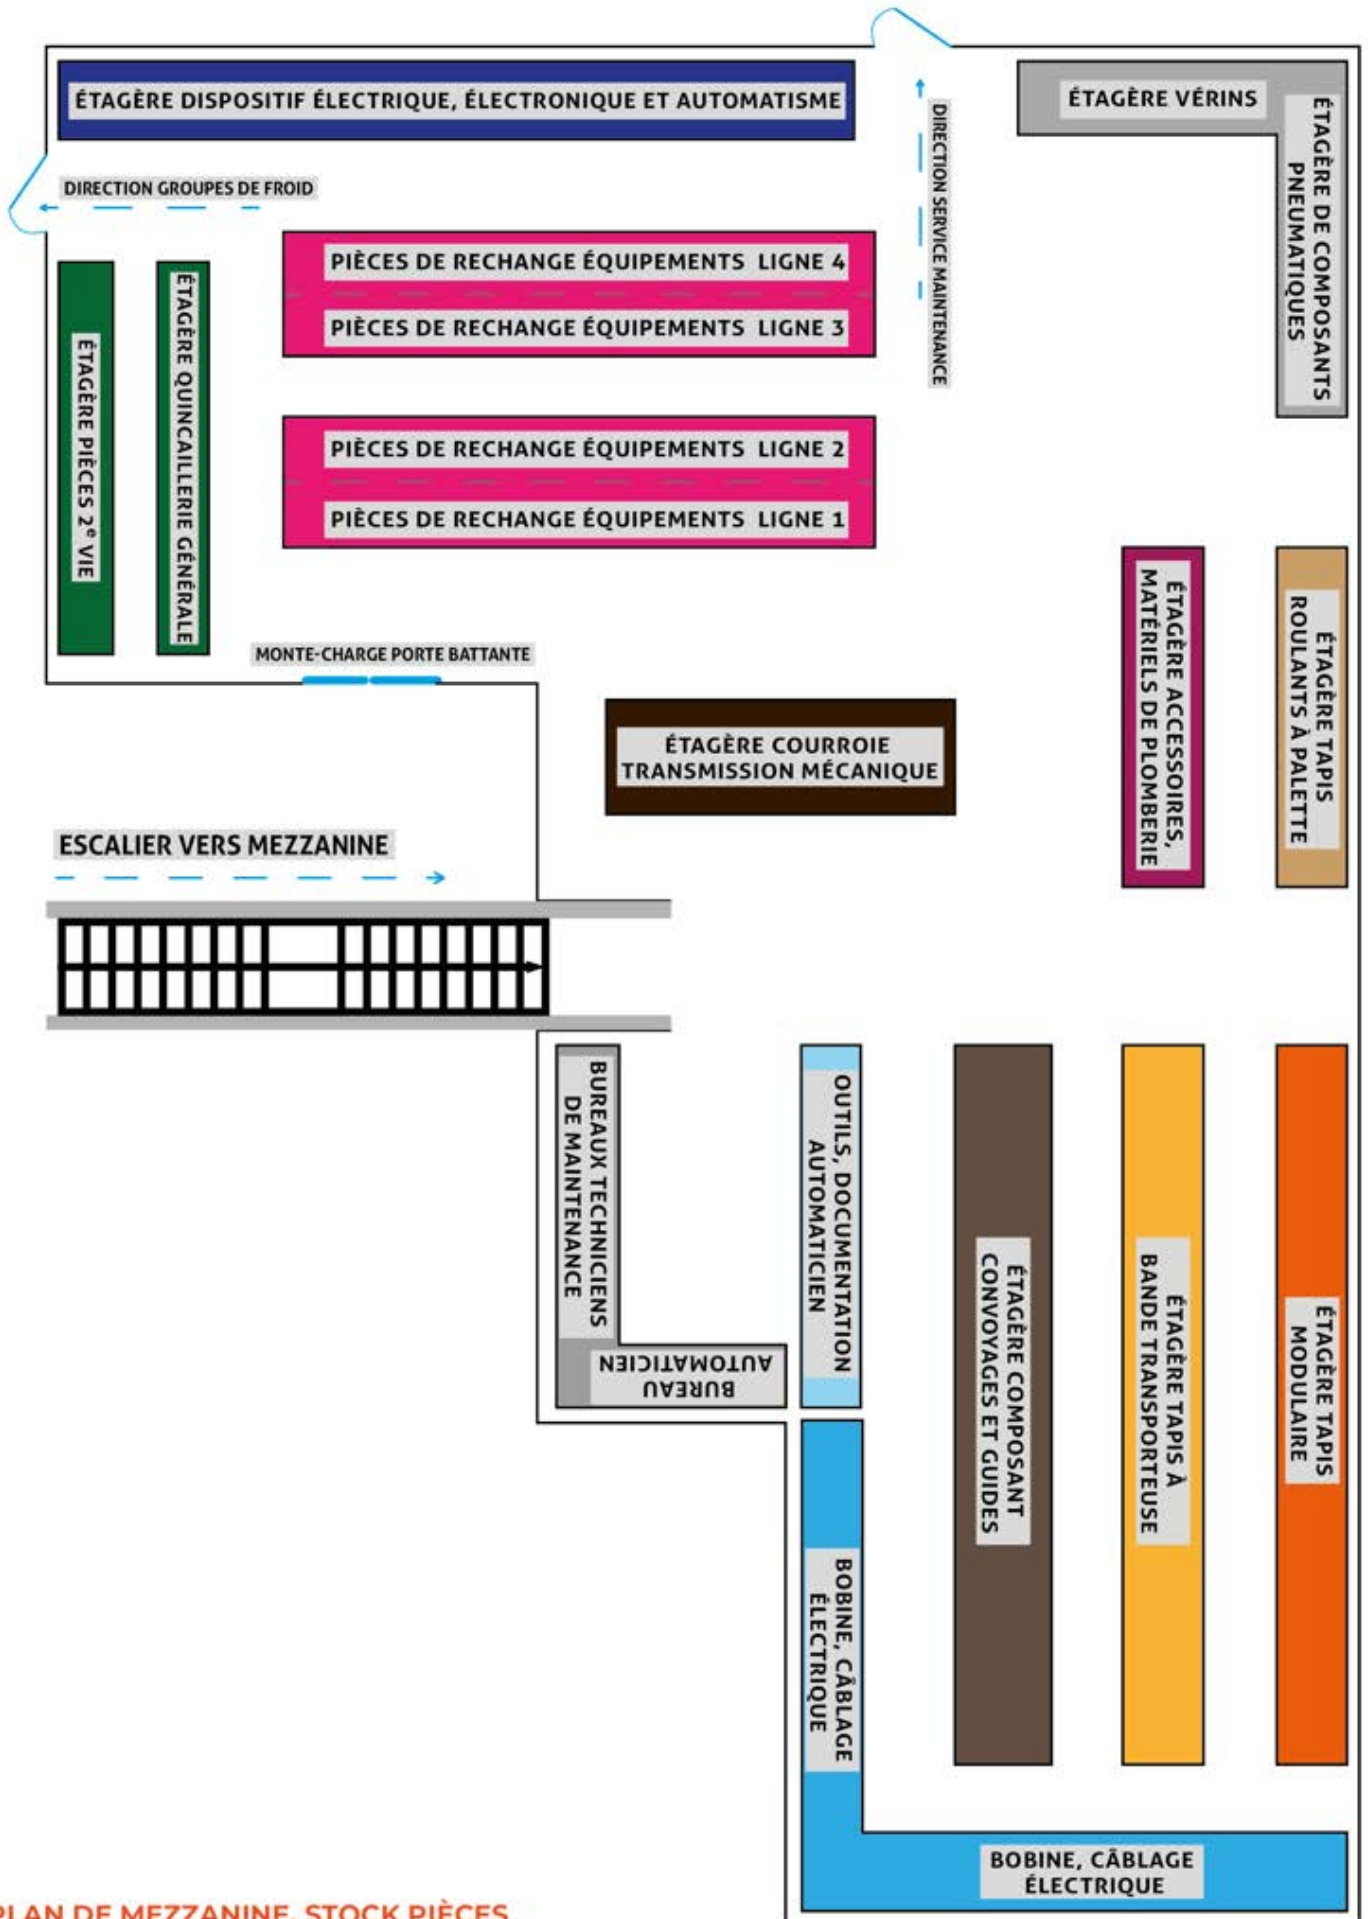 ÉTAGÈRE DISPOSITIF ÉLECTRIQUE, ÉLECTRONIQUE ET AUTOMATISME
ÉTAGÈRE VÉRINS
ÉTAGÈRE DE COMPOSANTS
PNEUMATIQUES
DIRECTION SERVICE MAINTENANCE
DIRECTION GROUPES DE FROID
PIÈCES DE RECHANGE ÉQUIPEMENTS LIGNE 4
PIÈCES DE RECHANGE ÉQUIPEMENTS LIGNE 3
PIÈCES DE RECHANGE ÉQUIPEMENTS LIGNE 2
PIÈCES DE RECHANGE ÉQUIPEMENTS LIGNE 1
ÉTAGÈRE PIÈCES 2e VIE
ÉTAGÈRE QUINCAILLERIE GÉNÉRALE
MONTE-CHARGE PORTE BATTANTE
ÉTAGÈRE ACCESSOIRES,
MATÉRIELS DE PLOMBERIE
ÉTAGÈRE TAPIS
ROULANTS À PALETTE
ÉTAGÈRE COURROIE
TRANSMISSION MÉCANIQUE
ESCALIER VERS MEZZANINE
BUREAUX TECHNICIENS
DE MAINTENANCE
BUREAU
AUTOMATICIEN
OUTILS, DOCUMENTATION
AUTOMATICIEN
ÉTAGÈRE COMPOSANT
CONVOYAGES ET GUIDES
ÉTAGÈRE TAPIS À
BANDE TRANSPORTEUSE
ÉTAGÈRE TAPIS
MODULAIRE
BOBINE, CÂBLAGE
ÉLECTRIQUE
BOBINE, CÂBLAGE
ÉLECTRIQUE
PLAN DE MEZZANINE, STOCK PIÈCES